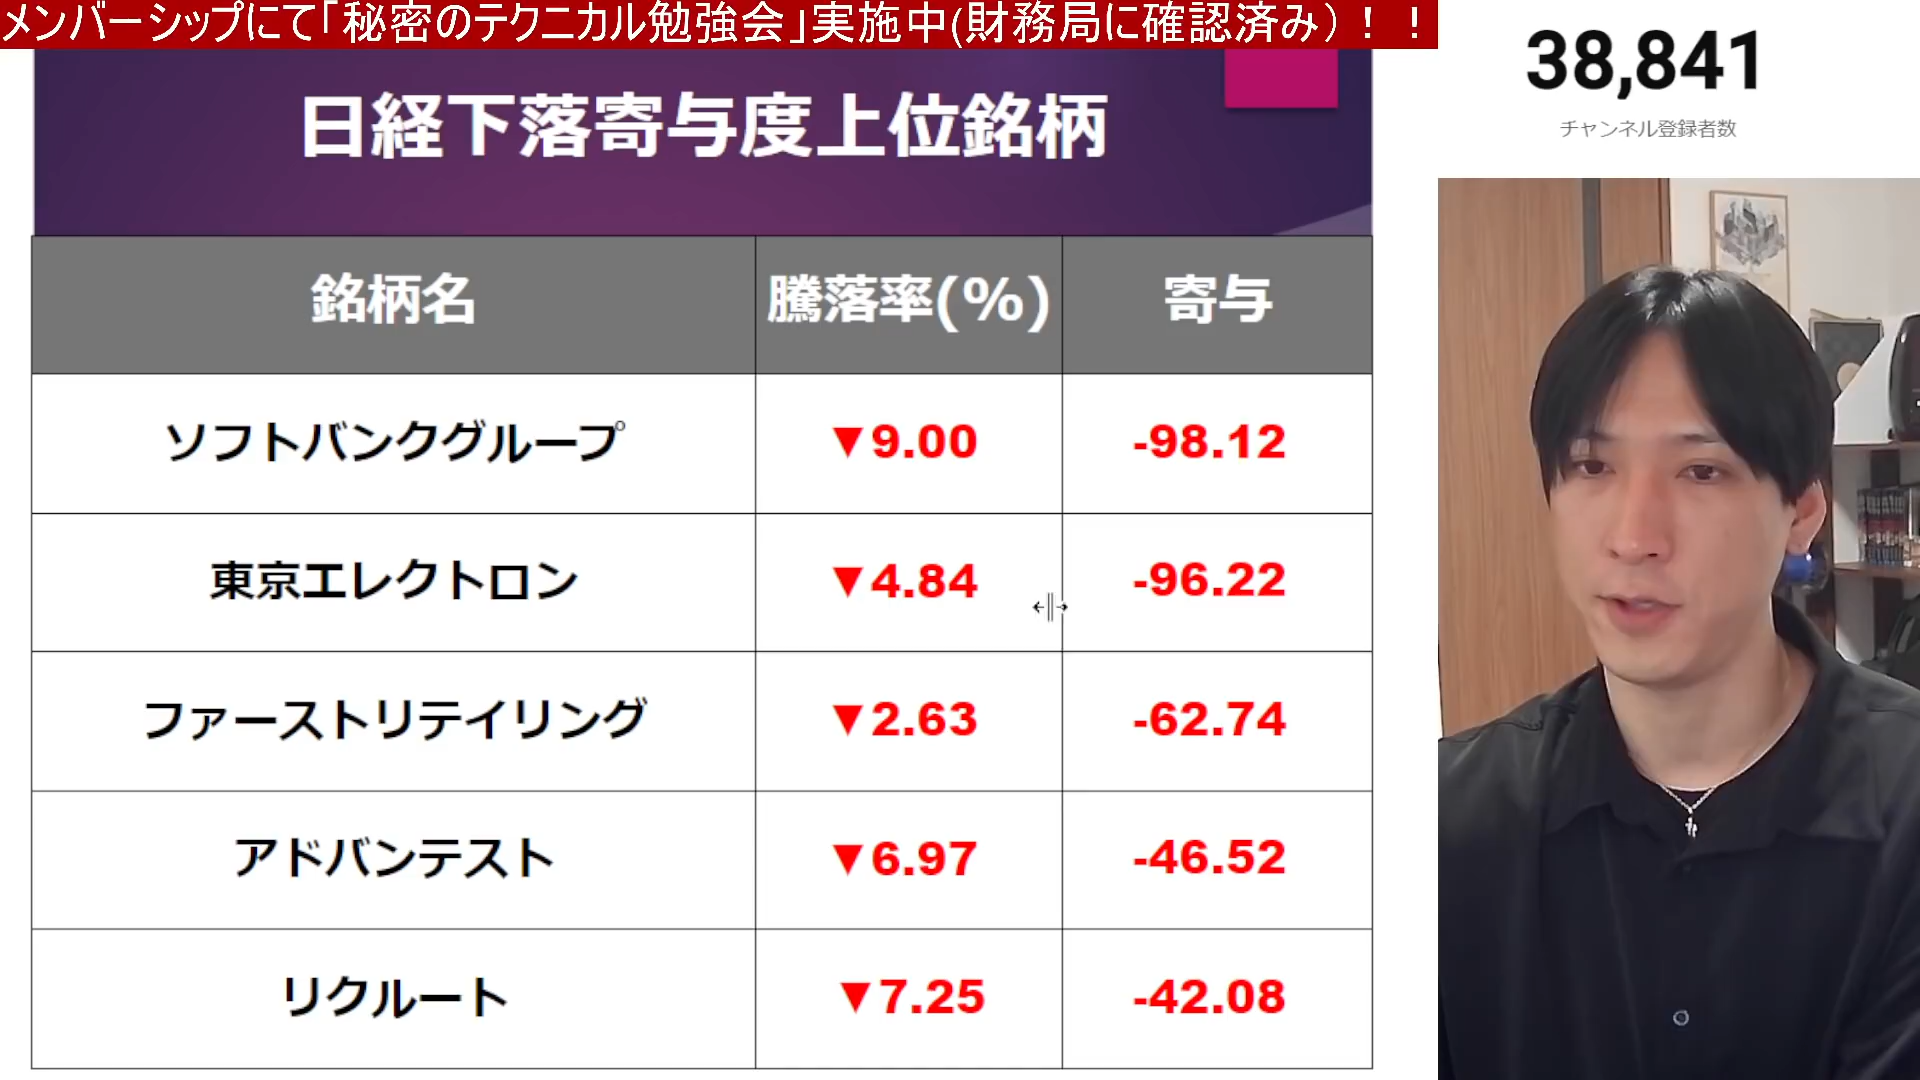 メンバーシップにて「秘密のテクニカル勉強会」実施中(財務局に確認済み）！！
38,841
チャンネル登録者数
日経下落寄与度上位銘柄
銘柄名 騰落率(%) 寄与
ソフトバンクグループ ▼9.00 -98.12
東京エレクトロン ▼4.84 -96.22
ファーストリテイリング ▼2.63 -62.74
アドバンテスト ▼6.97 -46.52
リクルート ▼7.25 -42.08